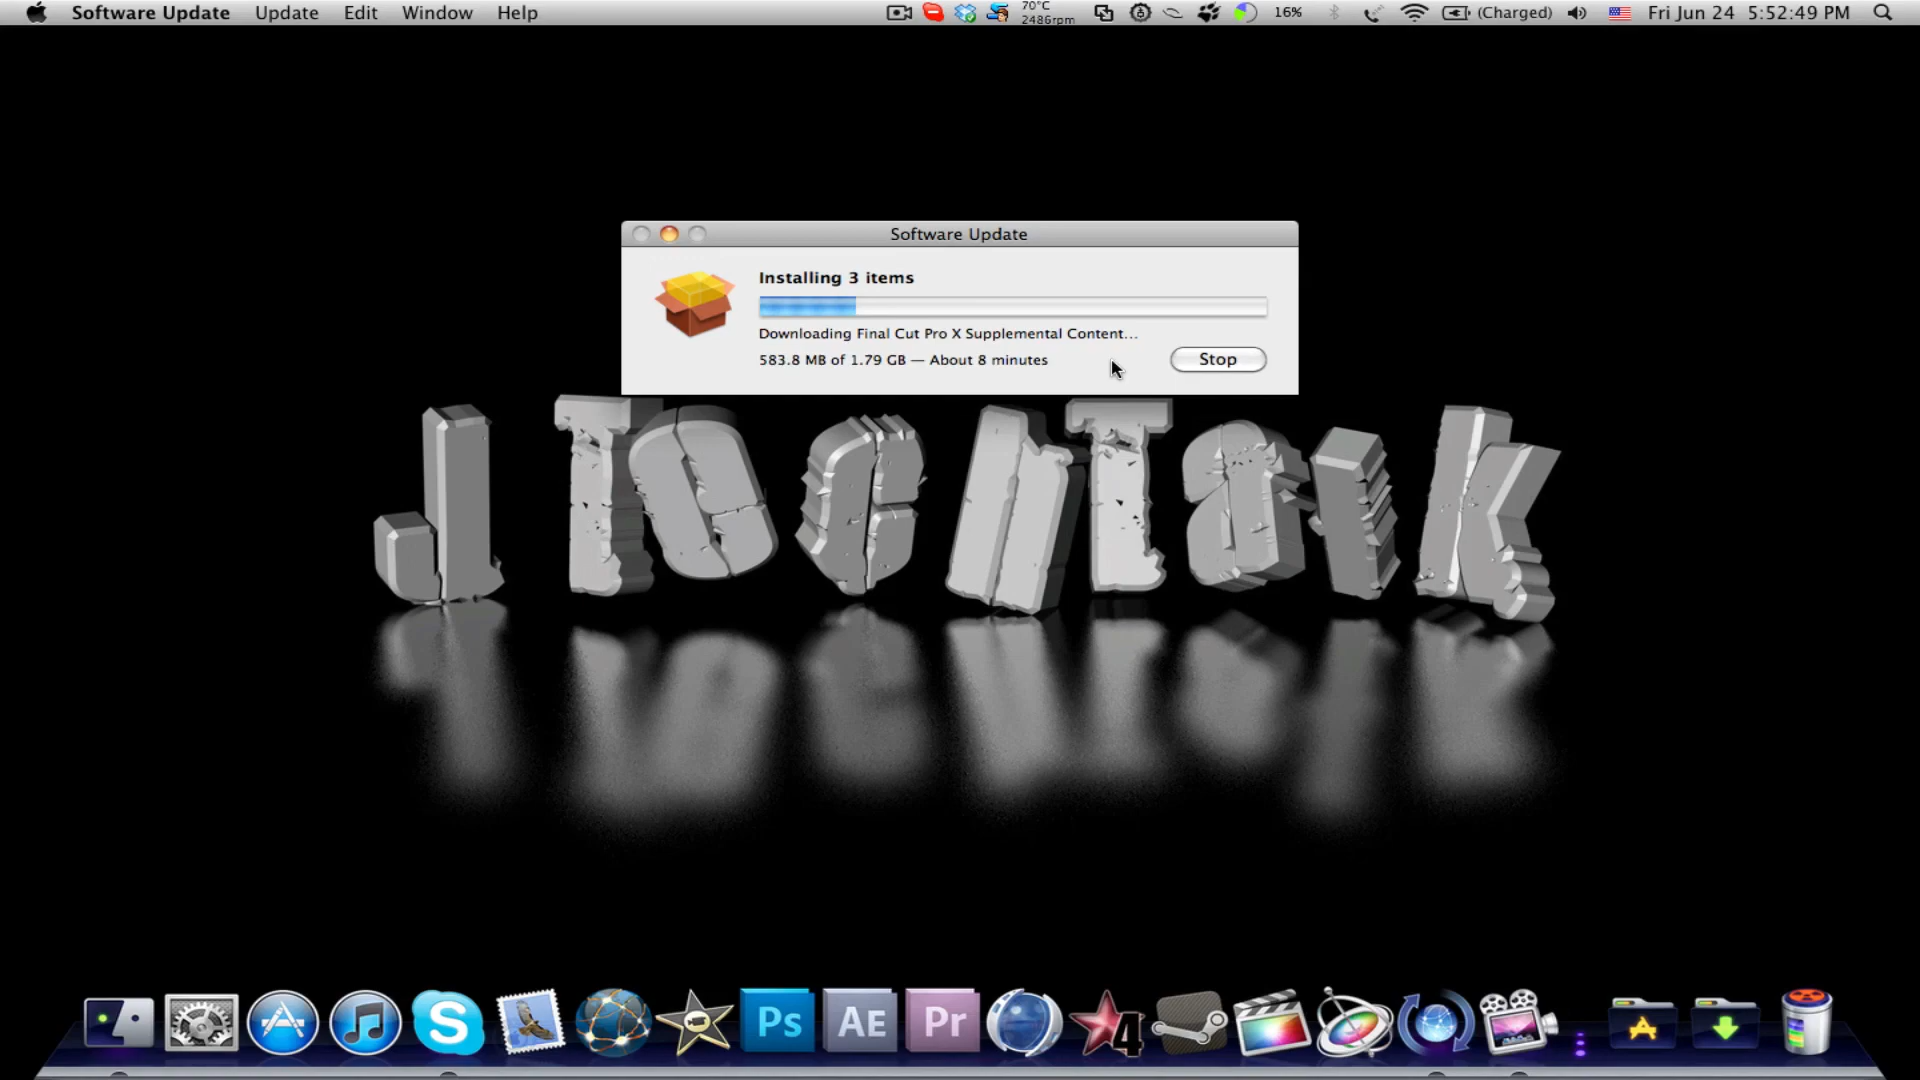 Software Update Update Edit Window Help
70°C
2486rpm
16%
(Charged)
Fri Jun 24 5:52:49 PM
Software Update
Installing 3 items
Downloading Final Cut Pro X Supplemental Content...
583.8 MB of 1.79 GB — About 8 minutes
Stop
JTechTalk
S
Ps
AE
Pr
4